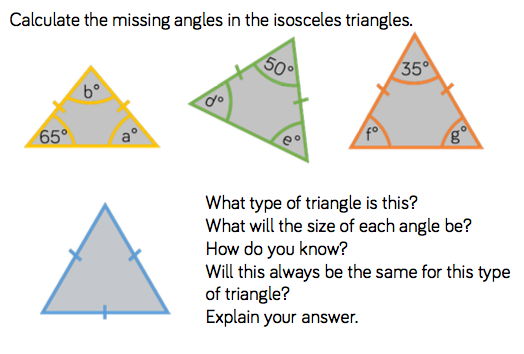 Calculate the missing angles in the isosceles triangles.
b°
65°
a°
50°
d°
e°
35°
f°
g°
What type of triangle is this?
What will the size of each angle be?
How do you know?
Will this always be the same for this type
of triangle?
Explain your answer.